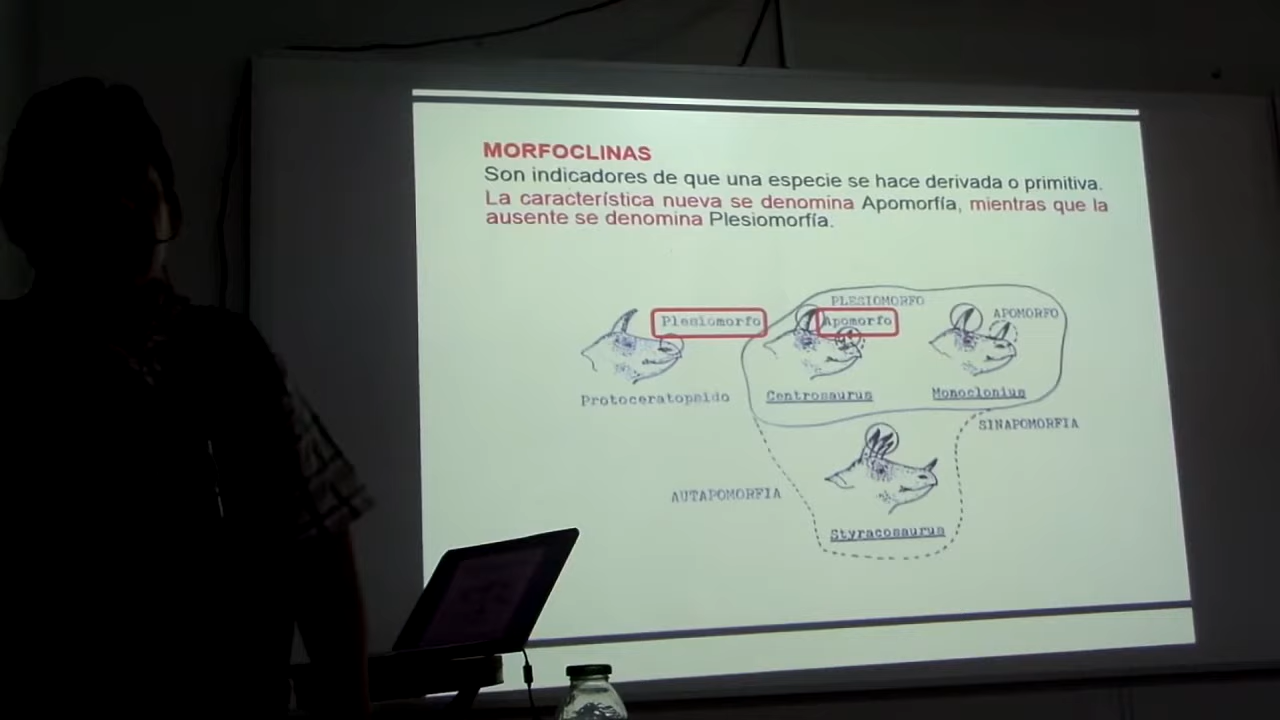 MORFOCLINAS
Son indicadores de que una especie se hace derivada o primitiva.
La característica nueva se denomina Apomorfía, mientras que la
ausente se denomina Plesiomorfía.
PLESIOMORFO
Plesiomorfo
Apomorfo
APOMORFO
Protoceratopsido
Centrosaurus
Monoclonius
SINAPOMORFIA
AUTAPOMORFIA
Styracosaurus